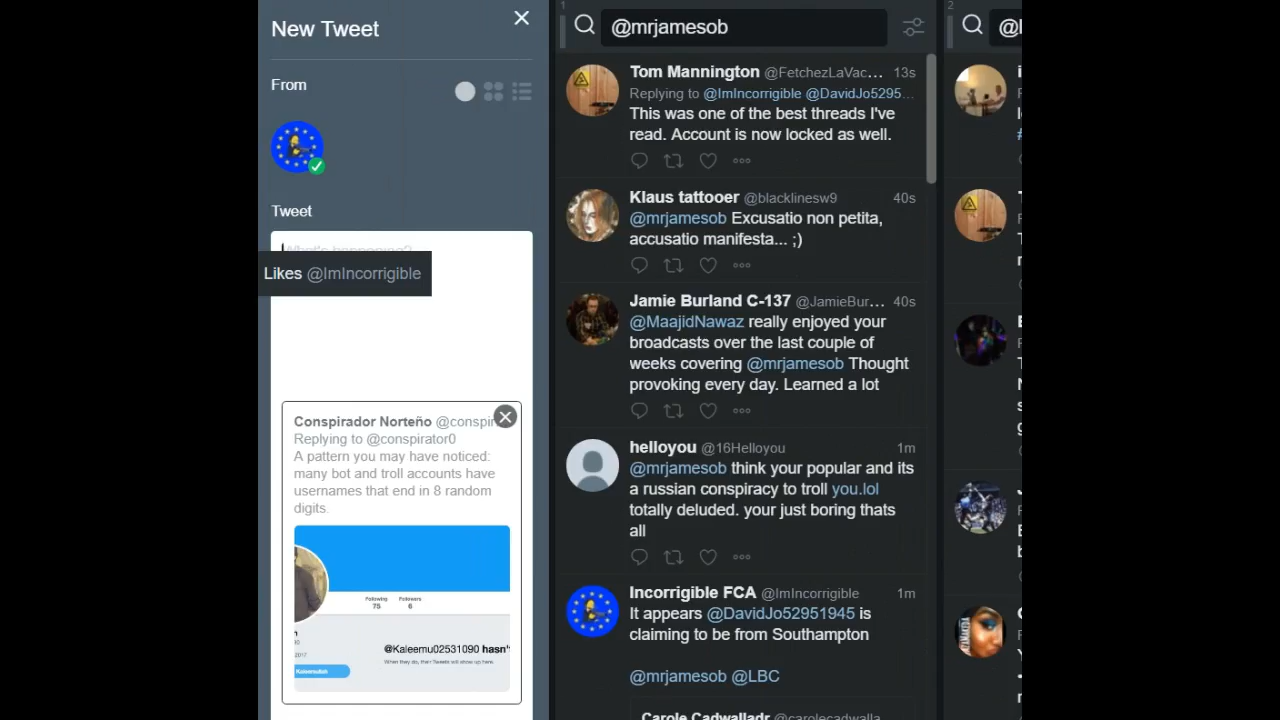 New Tweet
From
Tweet
What's happening?
Likes @ImIncorrigible
Conspirador Norteño @conspir
Replying to @conspirator0
A pattern you may have noticed:
many bot and troll accounts have
usernames that end in 8 random
digits.
Following
Followers
75
6
2017
@Kaleemu02531090 hasn'
When they do, their Tweets will show up here.
Kaleemullah
1
@mrjamesob
Tom Mannington @FetchezLaVac… 13s
Replying to @ImIncorrigible @DavidJo5295…
This was one of the best threads I've
read. Account is now locked as well.
Klaus tattooer @blacklinesw9 40s
@mrjamesob Excusatio non petita,
accusatio manifesta... ;)
Jamie Burland C-137 @JamieBur… 40s
@MaajidNawaz really enjoyed your
broadcasts over the last couple of
weeks covering @mrjamesob Thought
provoking every day. Learned a lot
helloyou @16Helloyou 1m
@mrjamesob think your popular and its
a russian conspiracy to troll you.lol
totally deluded. your just boring thats
all
Incorrigible FCA @ImIncorrigible 1m
It appears @DavidJo52951945 is
claiming to be from Southampton
@mrjamesob @LBC
Carole Cadwalladr @carolecadwalla
2